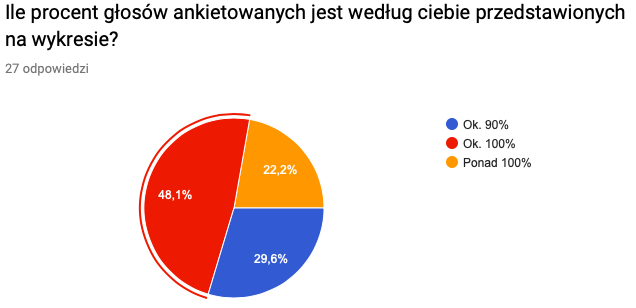 Ile procent głosów ankietowanych jest według ciebie przedstawionych
na wykresie?
27 odpowiedzi
Ok. 90%
Ok. 100%
Ponad 100%
22,2%
48,1%
29,6%